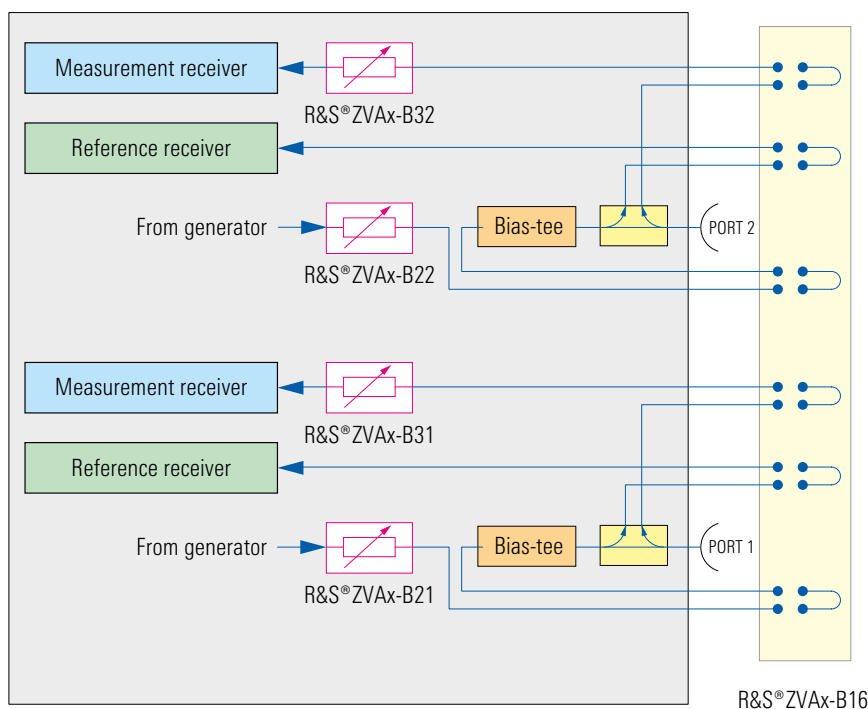 Measurement receiver
R&S®ZVAx-B32
Reference receiver
From generator
R&S®ZVAx-B22
Bias-tee
PORT 2
Measurement receiver
R&S®ZVAx-B31
Reference receiver
From generator
R&S®ZVAx-B21
Bias-tee
PORT 1
R&S®ZVAx-B16